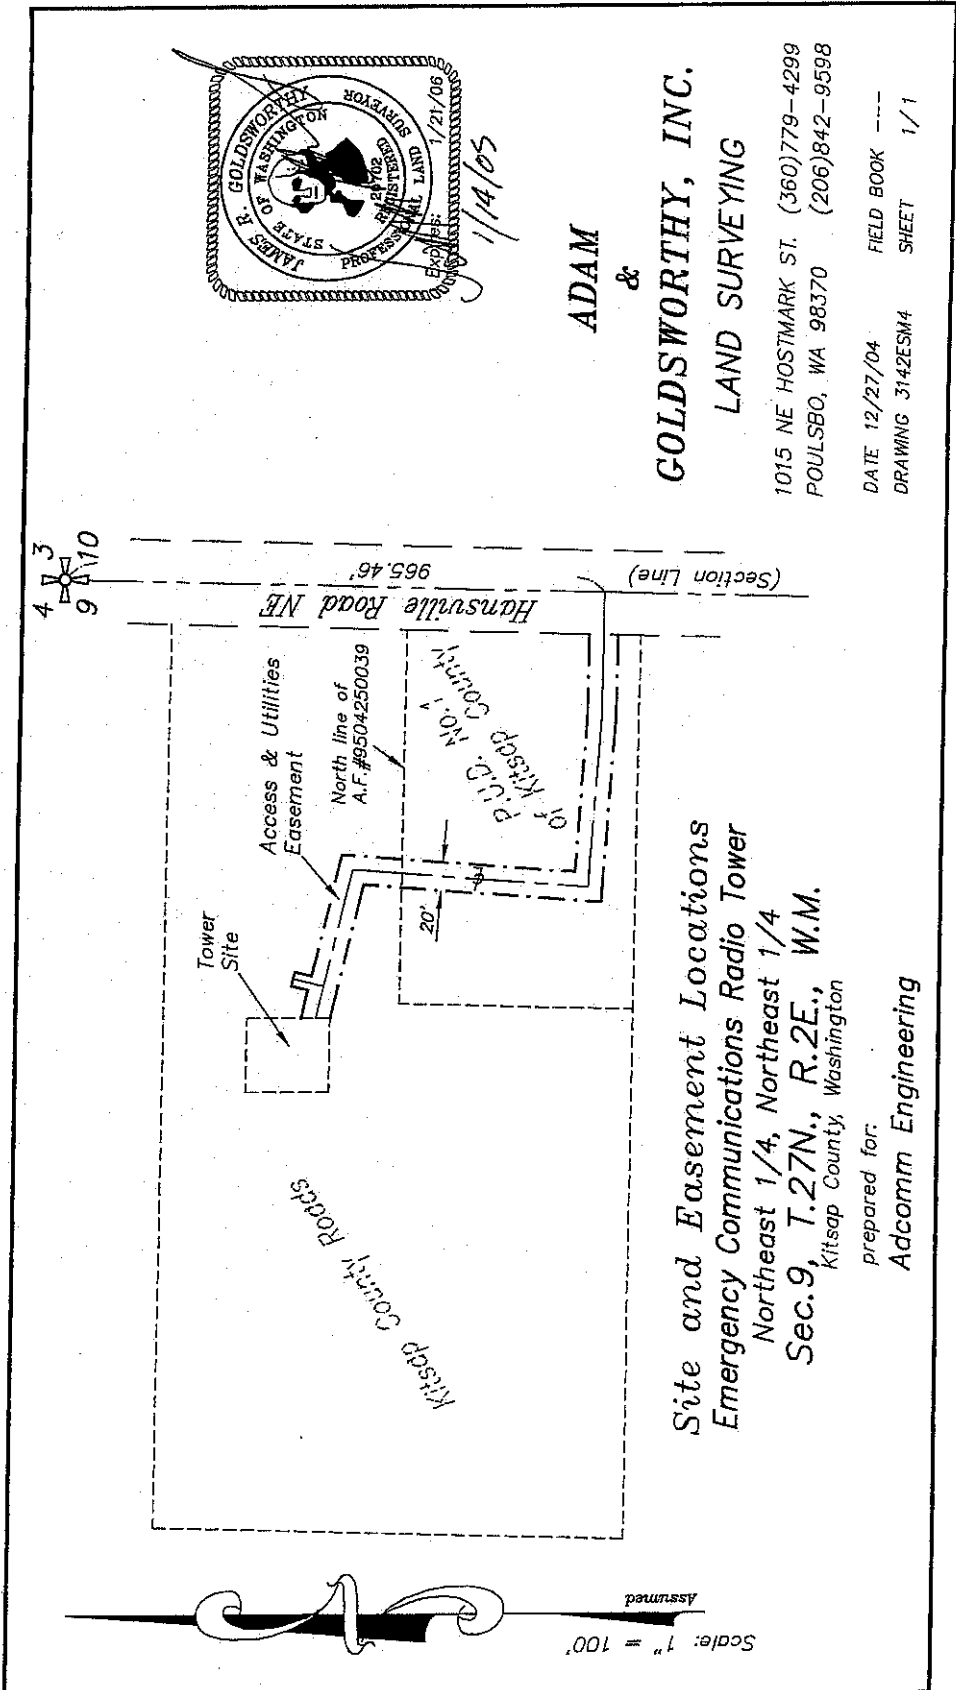 4 3
9 10
965.46'
(Section Line)
Hansville Road NE
Access & Utilities
Easement
North line of
A.F.#9504250039
P.U.D. NO.1
of Kitsap County
20'
Tower
Site
Kitsap County Roads
Assumed
Scale: 1" = 100'
Site and Easement Locations
Emergency Communications Radio Tower
Northeast 1/4, Northeast 1/4
Sec.9, T.27N., R.2E., W.M.
Kitsap County, Washington
prepared for:
Adcomm Engineering
JAMES R. GOLDSWORTHY
STATE OF WASHINGTON
REGISTERED
PROFESSIONAL LAND SURVEYOR
Expires: 1/21/06
1/14/05
ADAM
&
GOLDSWORTHY, INC.
LAND SURVEYING
1015 NE HOSTMARK ST. (360)779-4299
POULSBO, WA 98370 (206)842-9598
DATE 12/27/04 FIELD BOOK ----
DRAWING 3142ESM4 SHEET 1/1